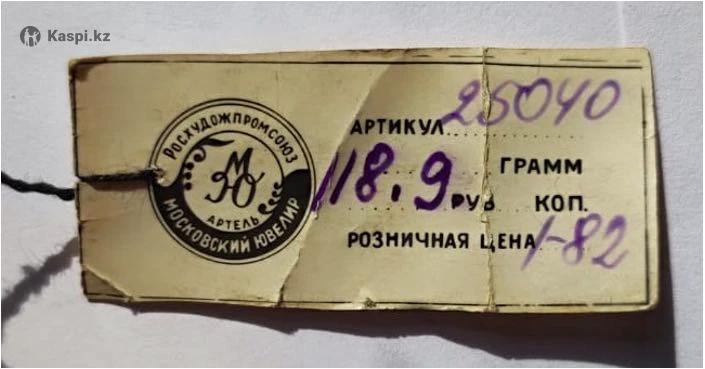 Kaspi.kz
РОСХУДОЖПРОМСОЮЗ
МЮ
АРТЕЛЬ
МОСКОВСКИЙ ЮВЕЛИР
АРТИКУЛ 25040
118.9 ГРАММ
РУБ. КОП.
РОЗНИЧНАЯ ЦЕНА 1-82